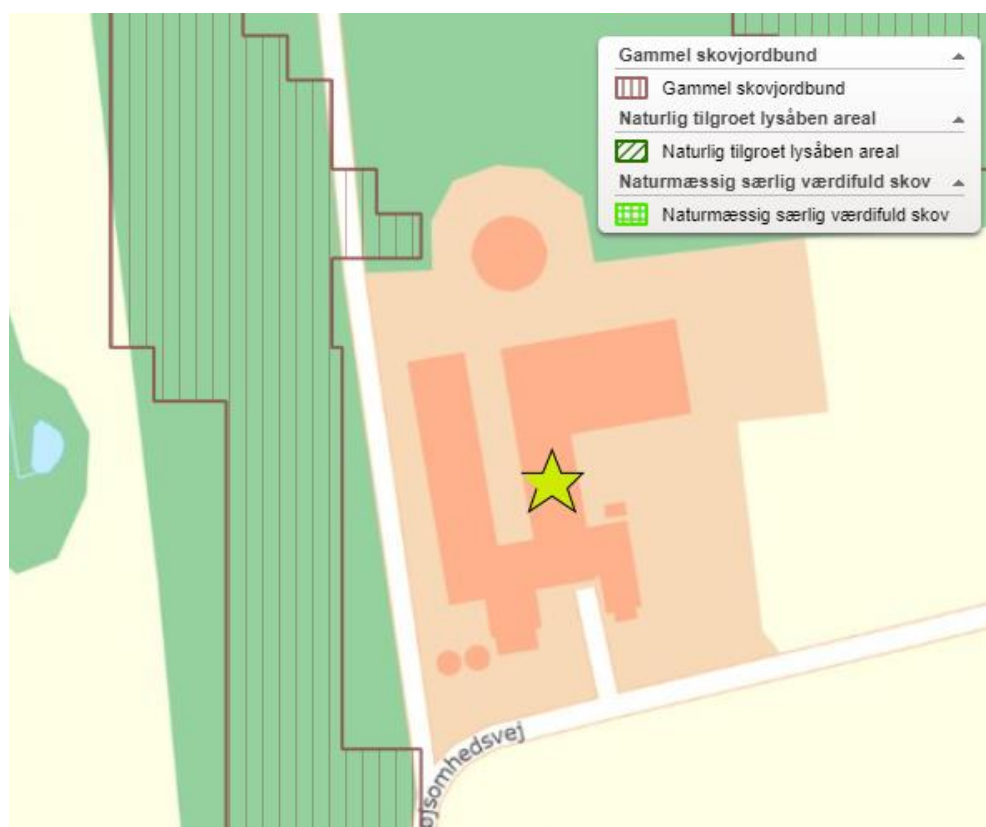 Gammel skovjordbund
Gammel skovjordbund
Naturlig tilgroet lysåben areal
Naturlig tilgroet lysåben areal
Naturmæssig særlig værdifuld skov
Naturmæssig særlig værdifuld skov
øjsomhedsvej